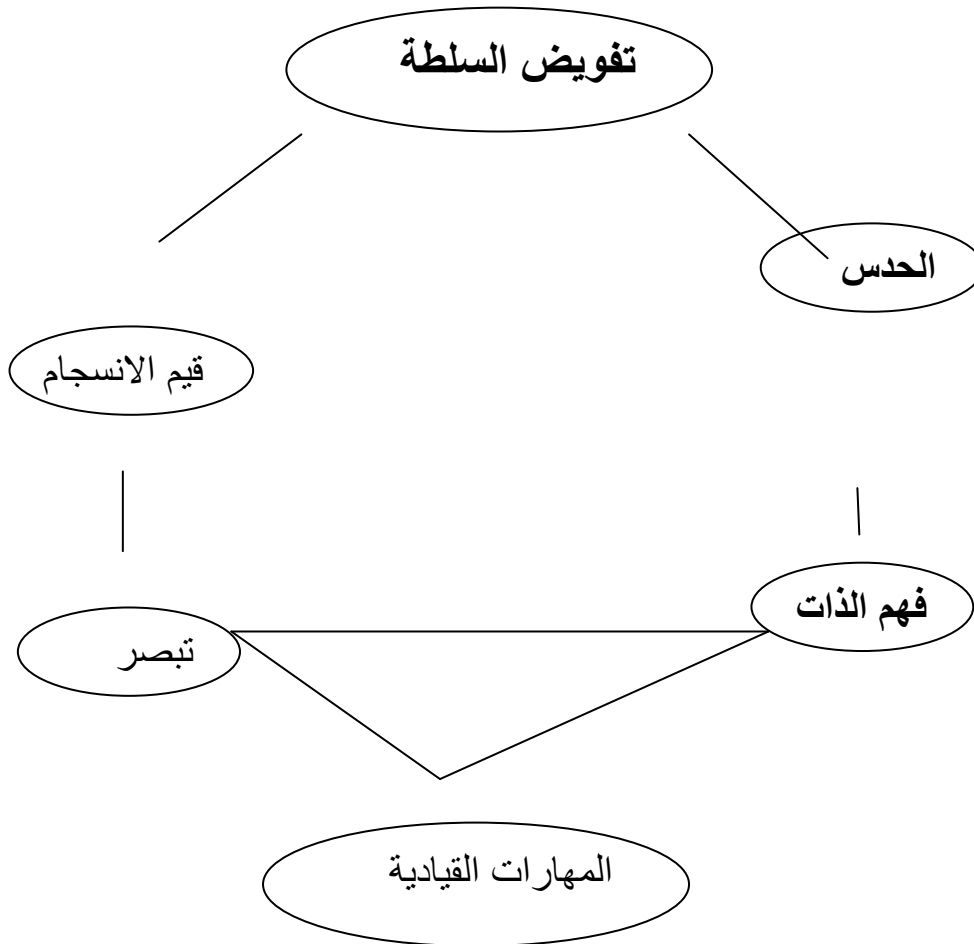 تفويض السلطة
الحدس
قيم الانسجام
فهم الذات
تبصر
المهارات القيادية